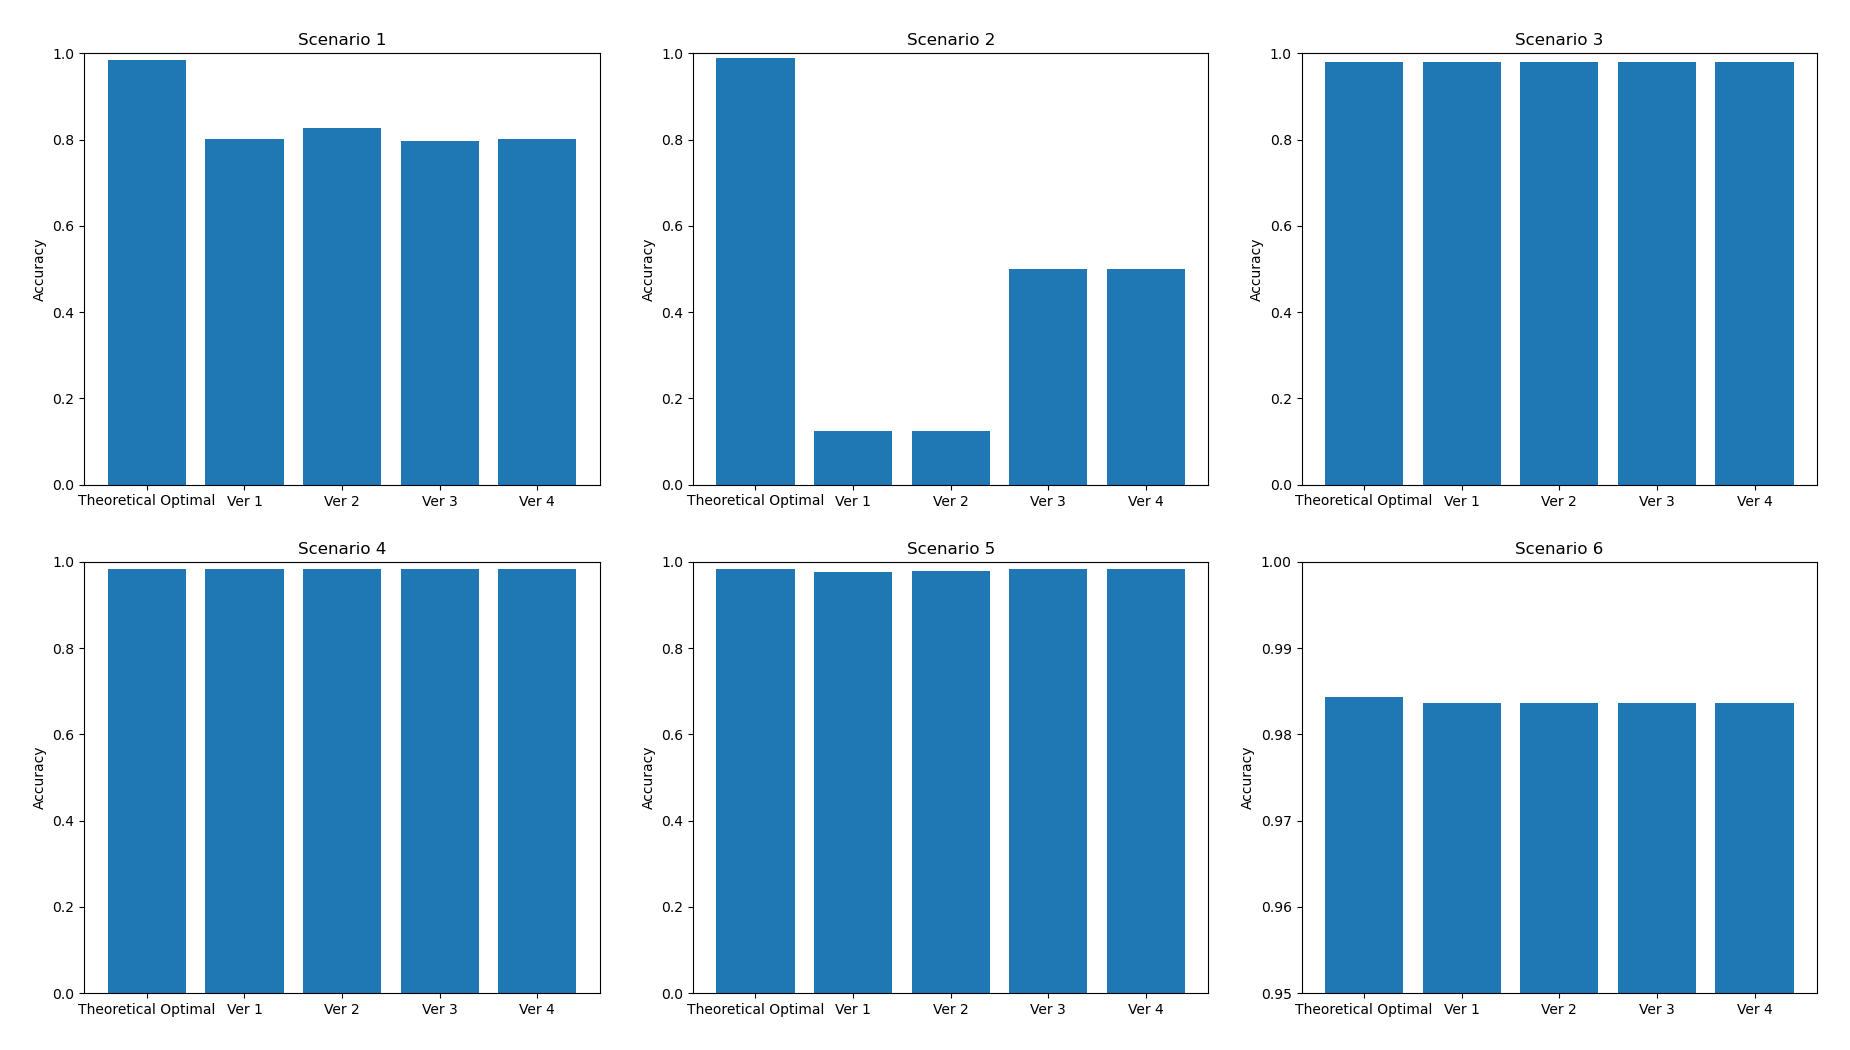 Scenario 1
1.0
0.8
0.6
0.4
0.2
0.0
Accuracy
Theoretical Optimal Ver 1 Ver 2 Ver 3 Ver 4
Scenario 2
1.0
0.8
0.6
0.4
0.2
0.0
Accuracy
Theoretical Optimal Ver 1 Ver 2 Ver 3 Ver 4
Scenario 3
1.0
0.8
0.6
0.4
0.2
0.0
Accuracy
Theoretical Optimal Ver 1 Ver 2 Ver 3 Ver 4
Scenario 4
1.0
0.8
0.6
0.4
0.2
0.0
Accuracy
Theoretical Optimal Ver 1 Ver 2 Ver 3 Ver 4
Scenario 5
1.0
0.8
0.6
0.4
0.2
0.0
Accuracy
Theoretical Optimal Ver 1 Ver 2 Ver 3 Ver 4
Scenario 6
1.00
0.99
0.98
0.97
0.96
0.95
Accuracy
Theoretical Optimal Ver 1 Ver 2 Ver 3 Ver 4